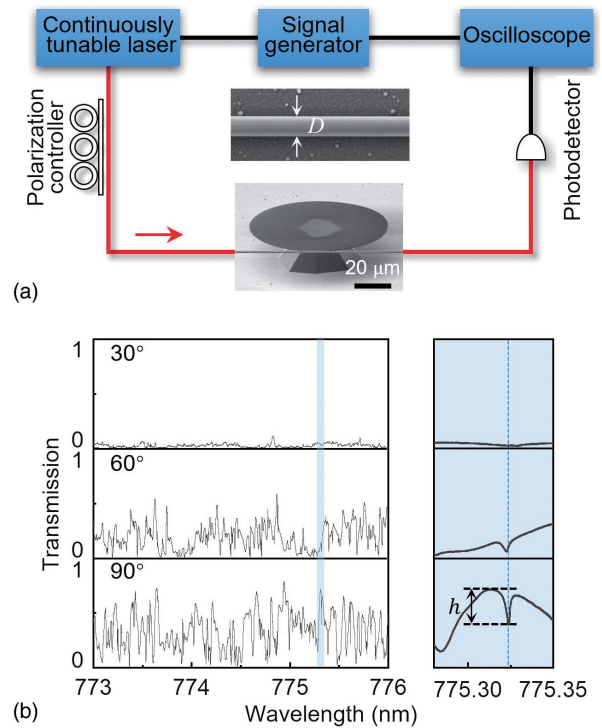 Continuously
tunable laser
Signal
generator
Oscilloscope
Polarization
controller
D
Photodetector
20 μm
(a)
1
30°
0
1
60°
0
1
90°
h
0
773
774
775
776
775.30
775.35
Transmission
Wavelength (nm)
(b)